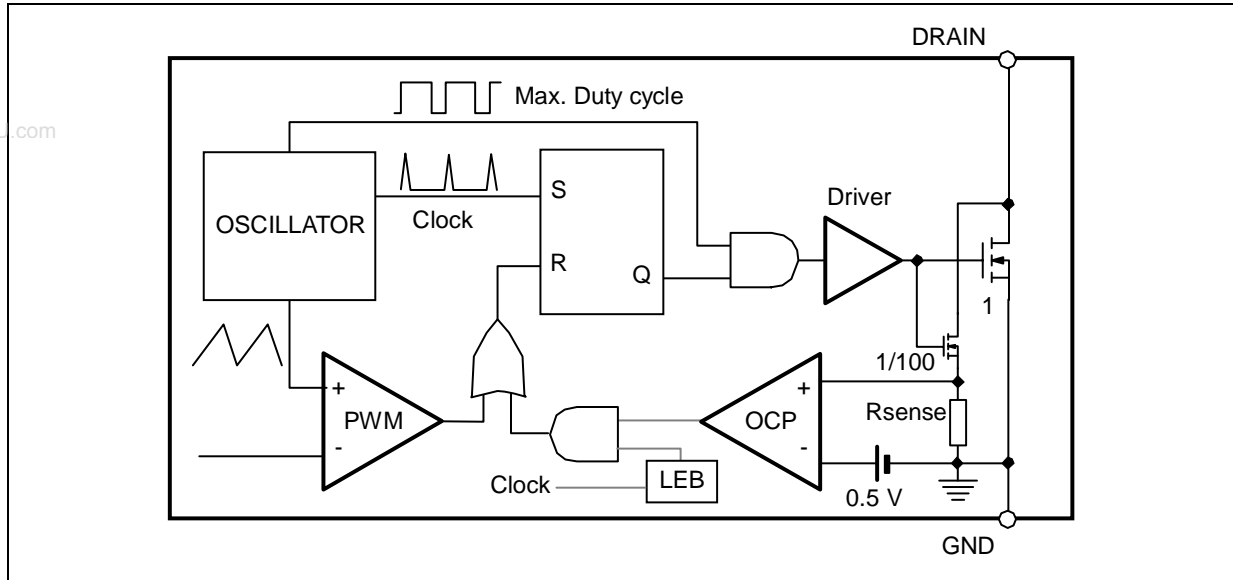 DRAIN
Max. Duty cycle
.com
OSCILLATOR
Clock
S
R
Q
Driver
1
1/100
+
-
PWM
+
-
OCP
Rsense
Clock
LEB
0.5 V
GND